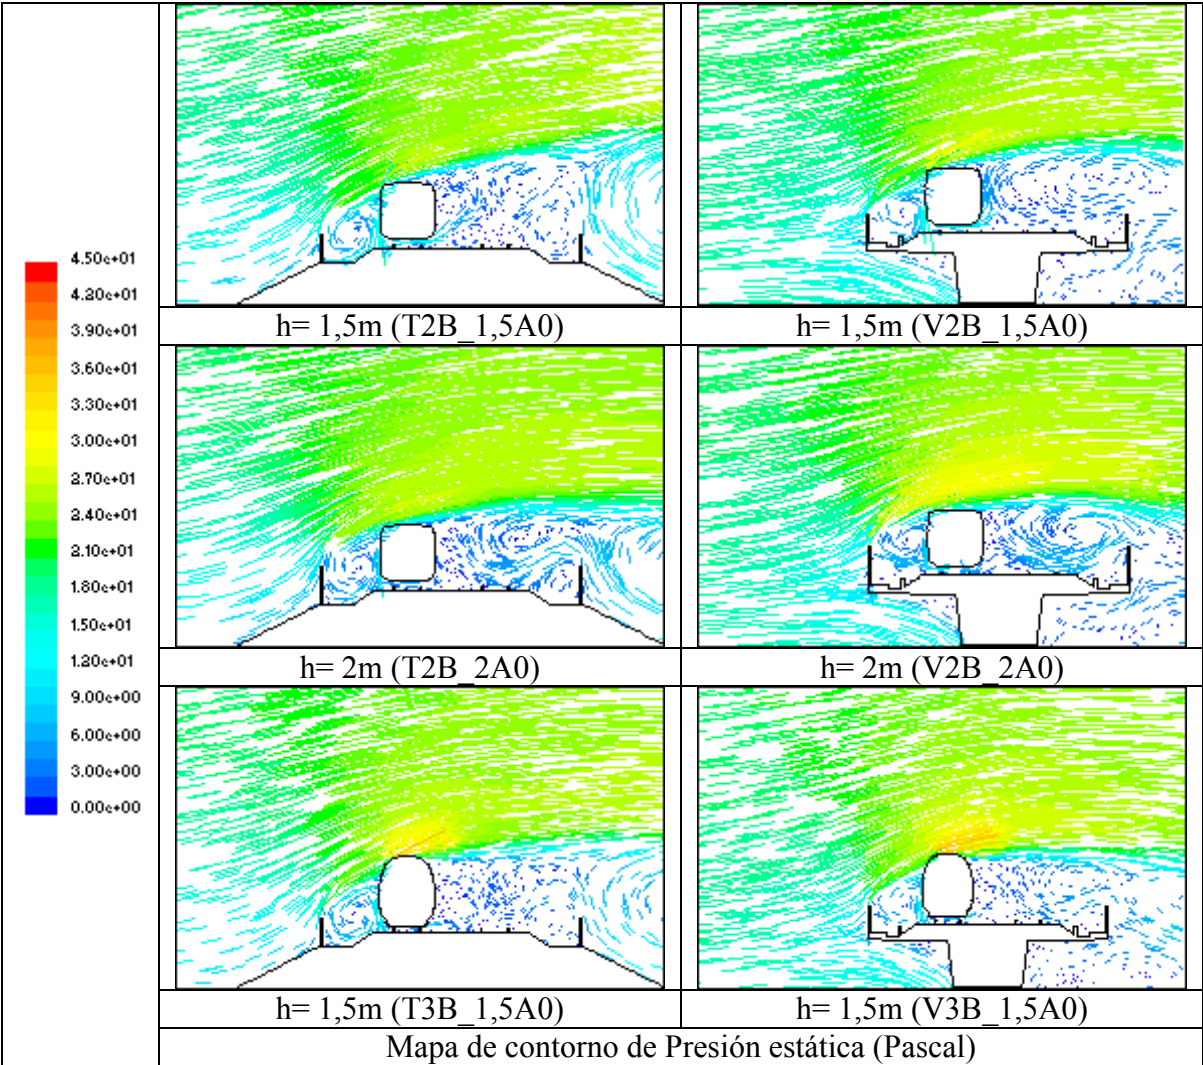 4.50e+01
4.20e+01
3.90e+01
3.60e+01
3.30e+01
3.00e+01
2.70e+01
2.40e+01
2.10e+01
1.80e+01
1.50e+01
1.20e+01
9.00e+00
6.00e+00
3.00e+00
0.00e+00
h= 1,5m (T2B_1,5A0)
h= 1,5m (V2B_1,5A0)
h= 2m (T2B_2A0)
h= 2m (V2B_2A0)
h= 1,5m (T3B_1,5A0)
h= 1,5m (V3B_1,5A0)
Mapa de contorno de Presión estática (Pascal)